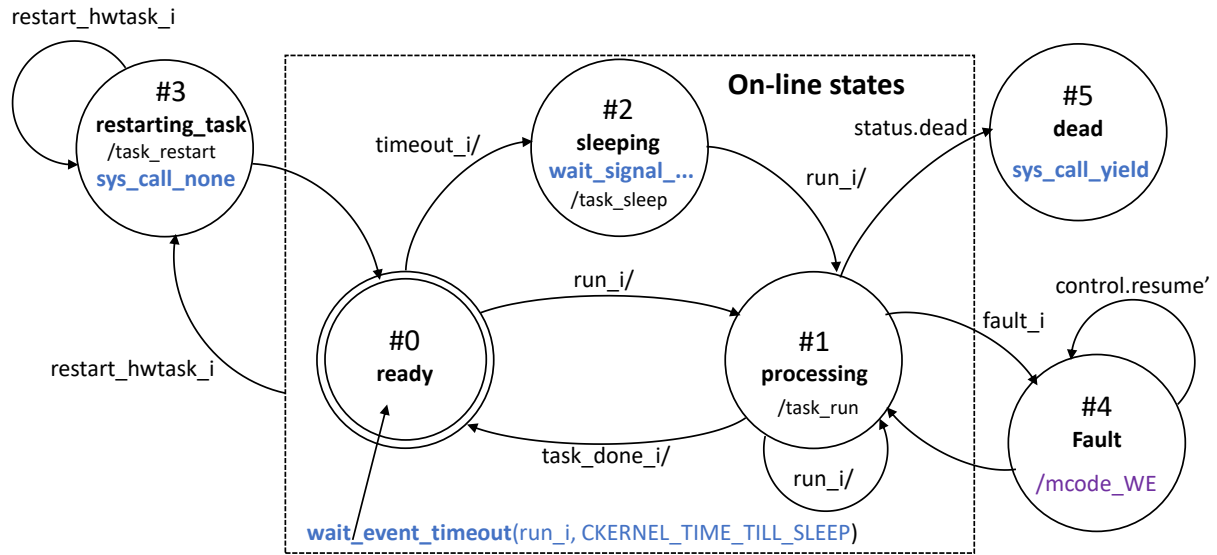 restart_hwtask_i
#3
restarting_task
/task_restart
sys_call_none
restart_hwtask_i
On-line states
timeout_i/
#2
sleeping
wait_signal_...
/task_sleep
run_i/
status.dead
#5
dead
sys_call_yield
#0
ready
run_i/
#1
processing
/task_run
task_done_i/
run_i/
fault_i
control.resume’
#4
Fault
/mcode_WE
wait_event_timeout(run_i, CKERNEL_TIME_TILL_SLEEP)